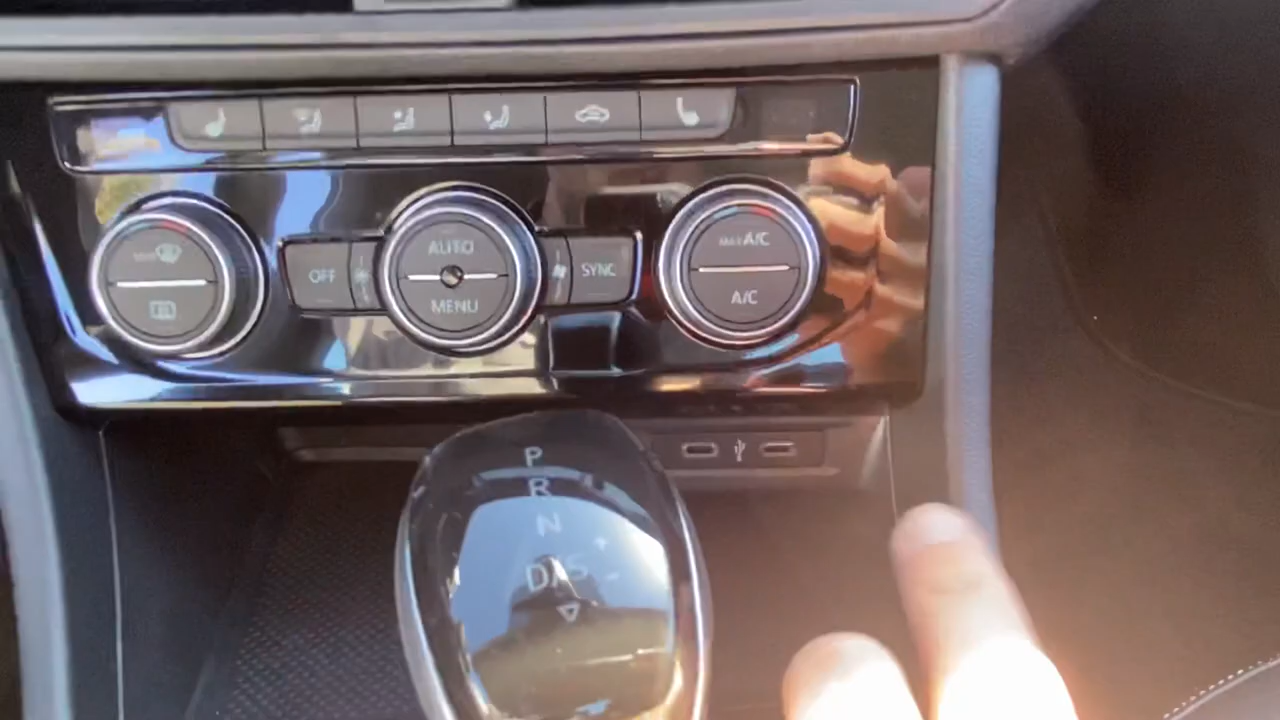 AUTO
OFF
SYNC
MAX A/C
MENU
A/C
P
R
N
D/S
+
-